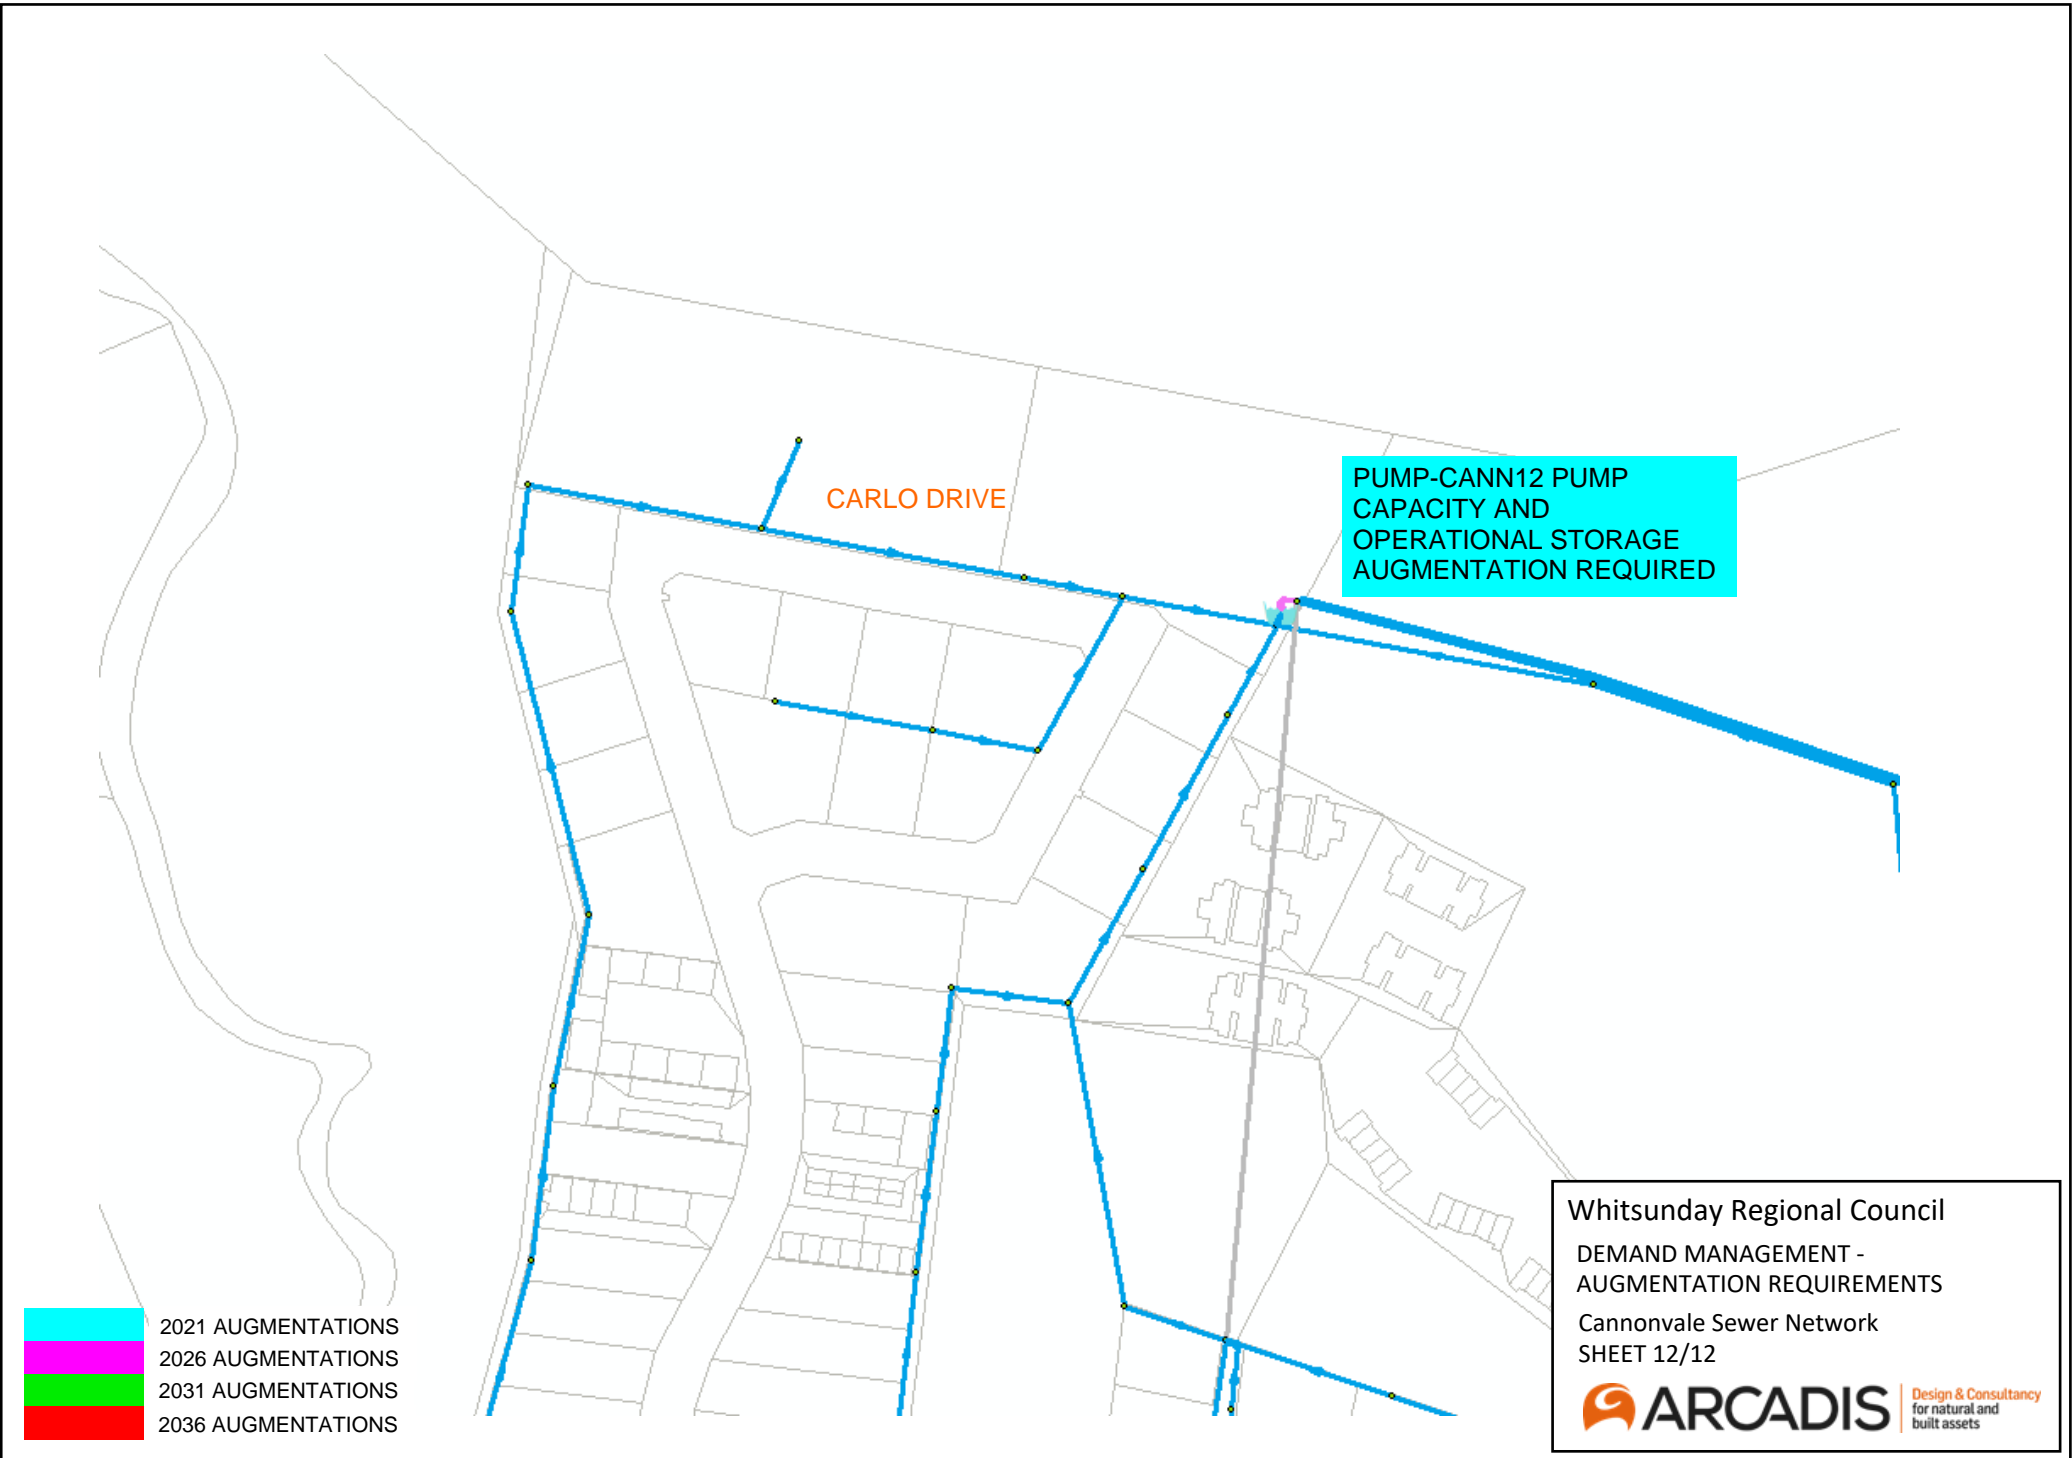 CARLO DRIVE
PUMP-CANN12 PUMP
CAPACITY AND
OPERATIONAL STORAGE
AUGMENTATION REQUIRED
2021 AUGMENTATIONS
2026 AUGMENTATIONS
2031 AUGMENTATIONS
2036 AUGMENTATIONS
Whitsunday Regional Council
DEMAND MANAGEMENT -
AUGMENTATION REQUIREMENTS
Cannonvale Sewer Network
SHEET 12/12
ARCADIS
Design & Consultancy
for natural and
built assets